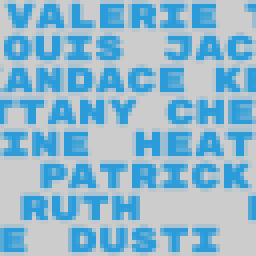 VALERIE
OUIS JAC
ANDACE
TTANY CHE
INE HEAT
PATRICK
RUTH
E DUSTI